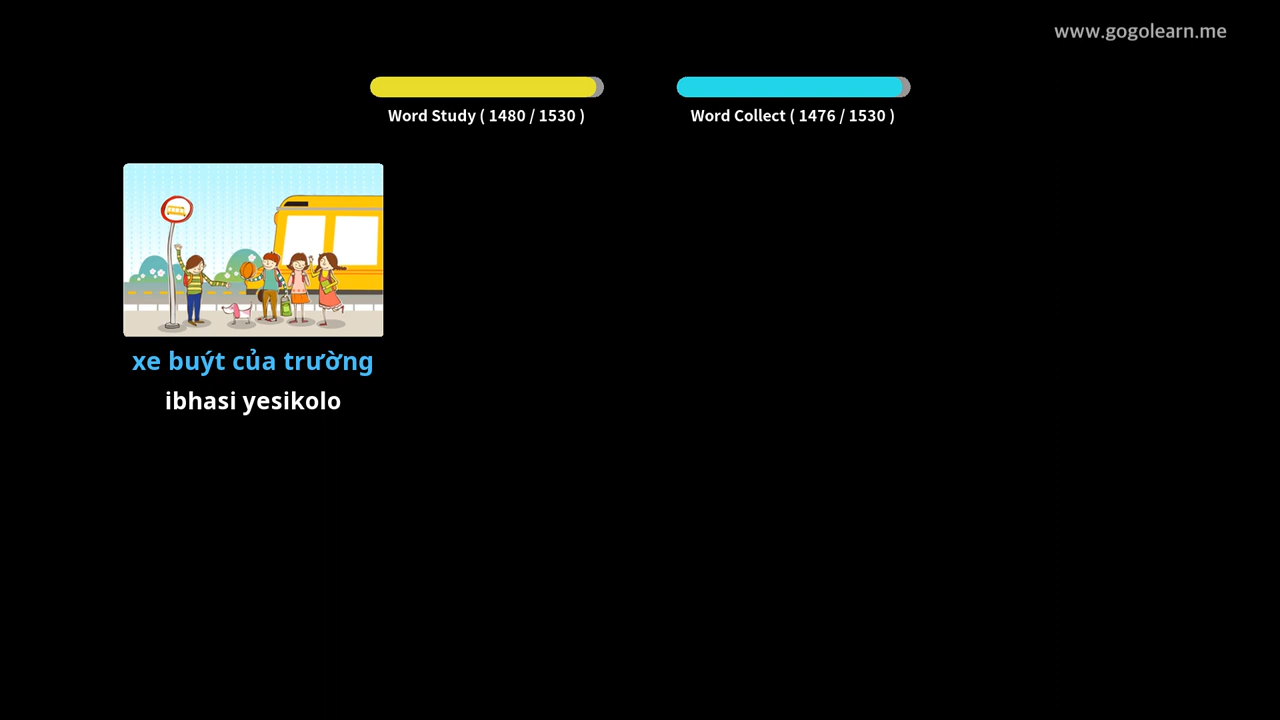 www.gogolearn.me
Word Study ( 1480 / 1530 )
Word Collect ( 1476 / 1530 )
xe buýt của trường
ibhasi yesikolo